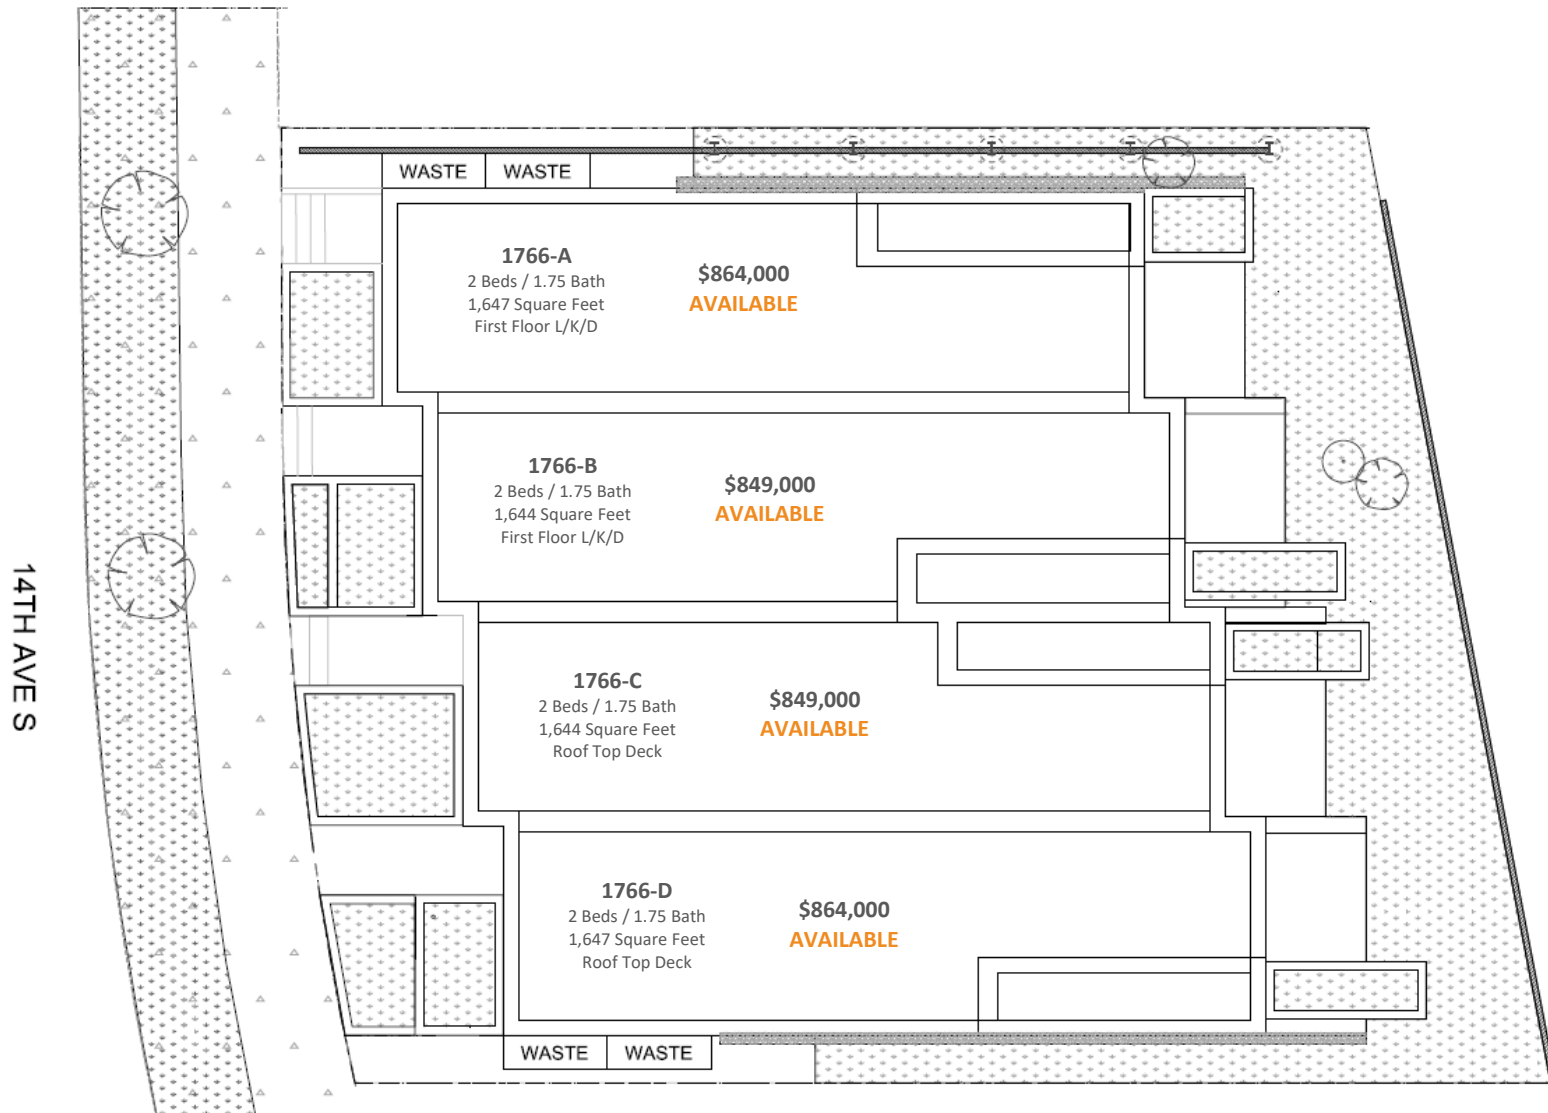 WASTE
WASTE
1766-A
2 Beds / 1.75 Bath
1,647 Square Feet
First Floor L/K/D
$864,000
AVAILABLE
1766-B
2 Beds / 1.75 Bath
1,644 Square Feet
First Floor L/K/D
$849,000
AVAILABLE
14TH AVE S
1766-C
2 Beds / 1.75 Bath
1,644 Square Feet
Roof Top Deck
$849,000
AVAILABLE
1766-D
2 Beds / 1.75 Bath
1,647 Square Feet
Roof Top Deck
$864,000
AVAILABLE
WASTE
WASTE